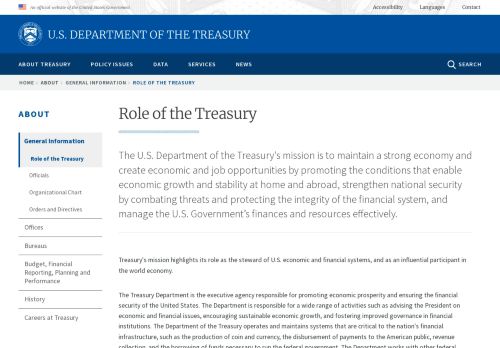 An official website of the United States Government
Accessibility Languages Contact
U.S. DEPARTMENT OF THE TREASURY
ABOUT TREASURY POLICY ISSUES DATA SERVICES NEWS SEARCH
HOME › ABOUT › GENERAL INFORMATION › ROLE OF THE TREASURY
ABOUT
General Information
Role of the Treasury
Officials
Organizational Chart
Orders and Directives
Offices
Bureaus
Budget, Financial
Reporting, Planning and
Performance
History
Careers at Treasury
Role of the Treasury
The U.S. Department of the Treasury's mission is to maintain a strong economy and
create economic and job opportunities by promoting the conditions that enable
economic growth and stability at home and abroad, strengthen national security
by combating threats and protecting the integrity of the financial system, and
manage the U.S. Government's finances and resources effectively.
Treasury's mission highlights its role as the steward of U.S. economic and financial systems, and as an influential participant in
the world economy.
The Treasury Department is the executive agency responsible for promoting economic prosperity and ensuring the financial
security of the United States. The Department is responsible for a wide range of activities such as advising the President on
economic and financial issues, encouraging sustainable economic growth, and fostering improved governance in
financial institutions. The Department of the Treasury operates and maintains systems that are critical to the nation's financial
infrastructure, such as the production of coin and currency, the disbursement of payments to the American public, revenue
collection, and the borrowing of funds necessary to run the federal government. The Department works with other federal